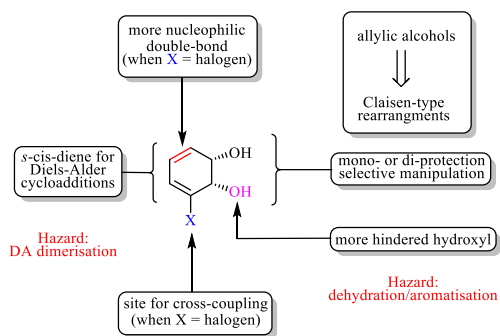 more nucleophilic
double-bond
(when X = halogen)
allylic alcohols
Claisen-type
rearrangments
s-cis-diene for
Diels-Alder
cycloadditions
OH
OH
X
mono- or di-protection
selective manipulation
Hazard:
DA dimerisation
more hindered hydroxyl
site for cross-coupling
(when X = halogen)
Hazard:
dehydration/aromatisation